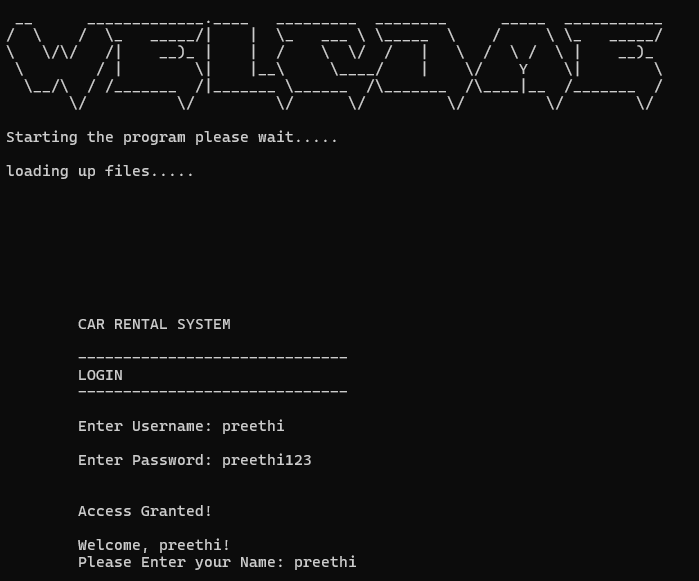 WELCOME
Starting the program please wait.....
loading up files.....
CAR RENTAL SYSTEM
------------------------------
LOGIN
------------------------------
Enter Username: preethi
Enter Password: preethi123
Access Granted!
Welcome, preethi!
Please Enter your Name: preethi